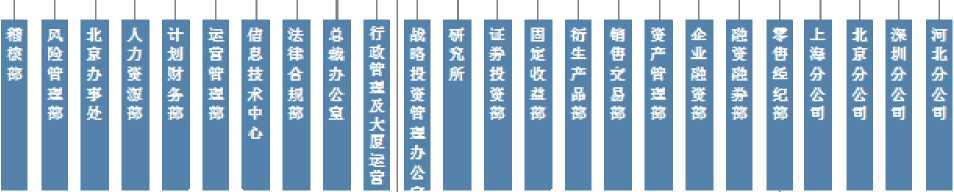 稽核部
风险管理部
北京办事处
人力资源部
计划财务部
运营管理部
信息技术中心
法律合规部
总裁办公室
行政管理及大厦运营
战略投资管理办公室
研究所
证券投资部
固定收益部
衍生产品部
销售交易部
资产管理部
企业融资部
融资融券部
零售经纪部
上海分公司
北京分公司
深圳分公司
河北分公司